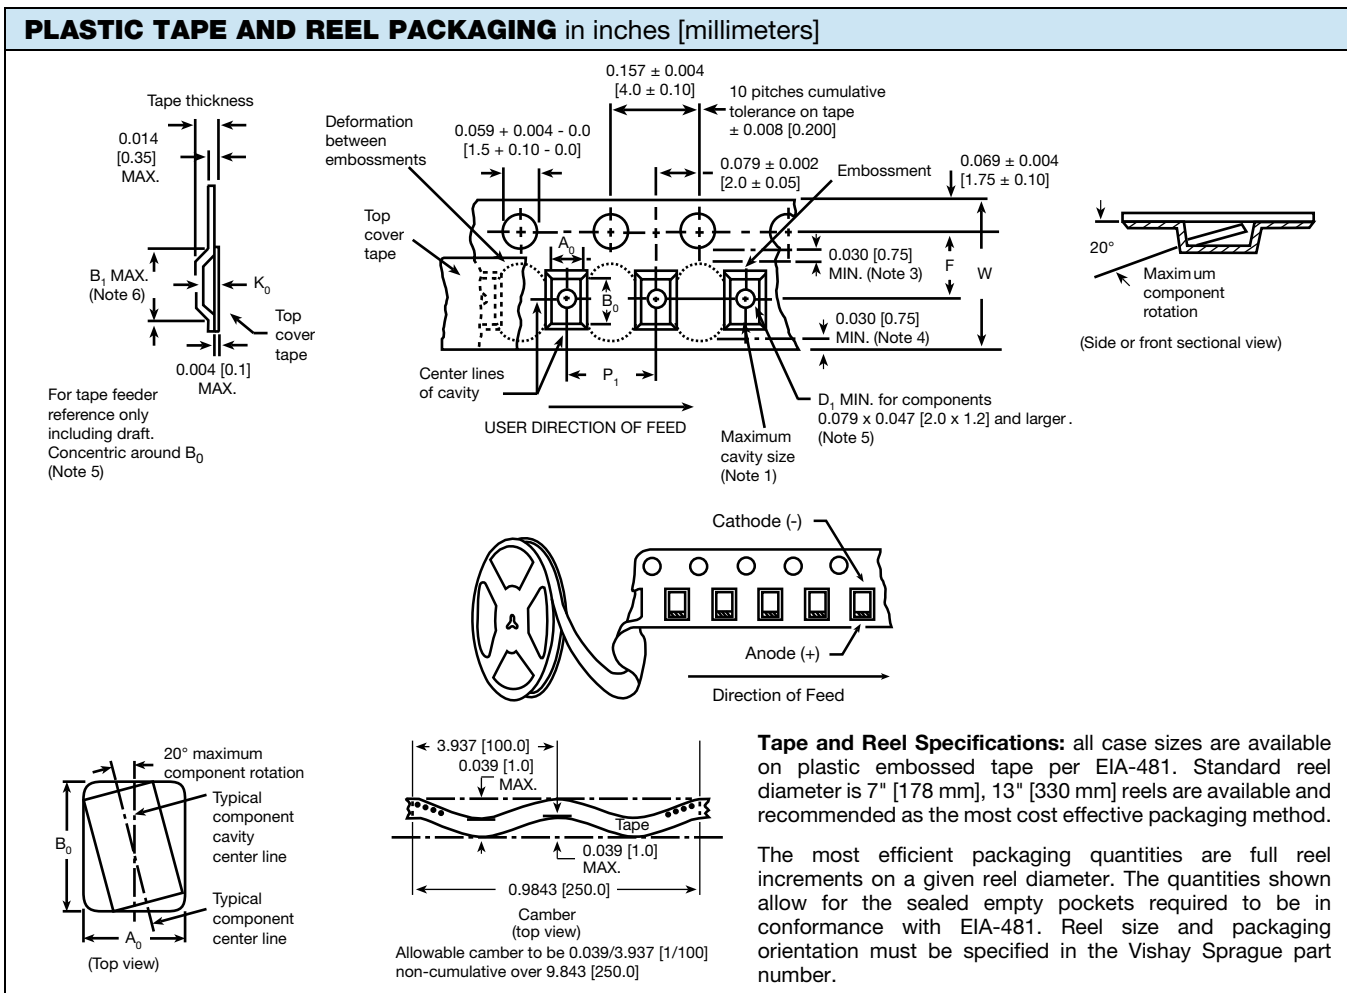 PLASTIC TAPE AND REEL PACKAGING in inches [millimeters]
Tape thickness
0.014
[0.35]
MAX.
B1 MAX.
(Note 6)
K0
Top
cover
tape
0.004 [0.1]
MAX.
For tape feeder
reference only
including draft.
Concentric around B0
(Note 5)
Deformation
between
embossments
Top
cover
tape
0.059 + 0.004 - 0.0
[1.5 + 0.10 - 0.0]
0.157 ± 0.004
[4.0 ± 0.10]
10 pitches cumulative
tolerance on tape
± 0.008 [0.200]
0.079 ± 0.002
[2.0 ± 0.05]
Embossment
0.069 ± 0.004
[1.75 ± 0.10]
A0
B0
0.030 [0.75]
MIN. (Note 3)
F
W
0.030 [0.75]
MIN. (Note 4)
Center lines
of cavity
P1
USER DIRECTION OF FEED
Maximum
cavity size
(Note 1)
D1 MIN. for components
0.079 x 0.047 [2.0 x 1.2] and larger.
(Note 5)
20°
Maximum
component
rotation
(Side or front sectional view)
Cathode (-)
Anode (+)
Direction of Feed
20° maximum
component rotation
Typical
component
cavity
center line
B0
Typical
component
center line
A0
(Top view)
3.937 [100.0]
0.039 [1.0]
MAX.
Tape
0.039 [1.0]
MAX.
0.9843 [250.0]
Camber
(top view)
Allowable camber to be 0.039/3.937 [1/100]
non-cumulative over 9.843 [250.0]
Tape and Reel Specifications: all case sizes are available
on plastic embossed tape per EIA-481. Standard reel
diameter is 7" [178 mm], 13" [330 mm] reels are available and
recommended as the most cost effective packaging method.
The most efficient packaging quantities are full reel
increments on a given reel diameter. The quantities shown
allow for the sealed empty pockets required to be in
conformance with EIA-481. Reel size and packaging
orientation must be specified in the Vishay Sprague part
number.